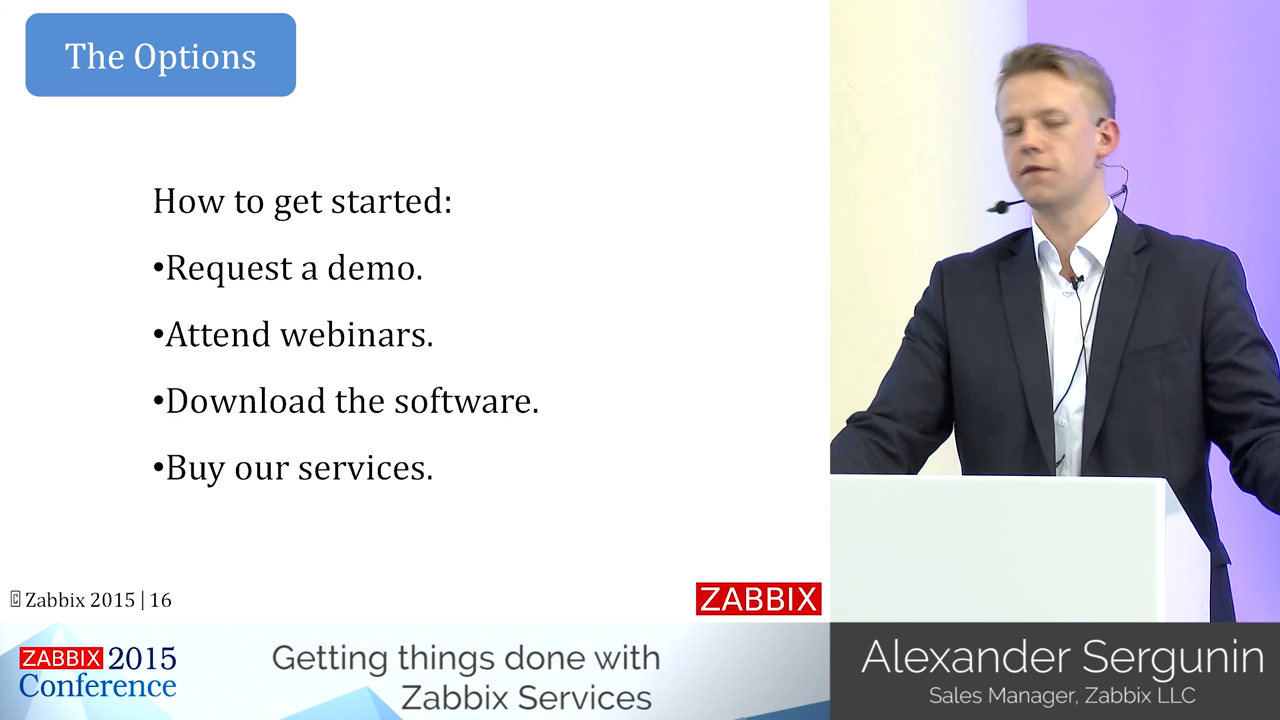 The Options
How to get started:
•Request a demo.
•Attend webinars.
•Download the software.
•Buy our services.
Zabbix 2015 | 16
ZABBIX
ZABBIX 2015
Conference
Getting things done with
Zabbix Services
Alexander Sergunin
Sales Manager, Zabbix LLC